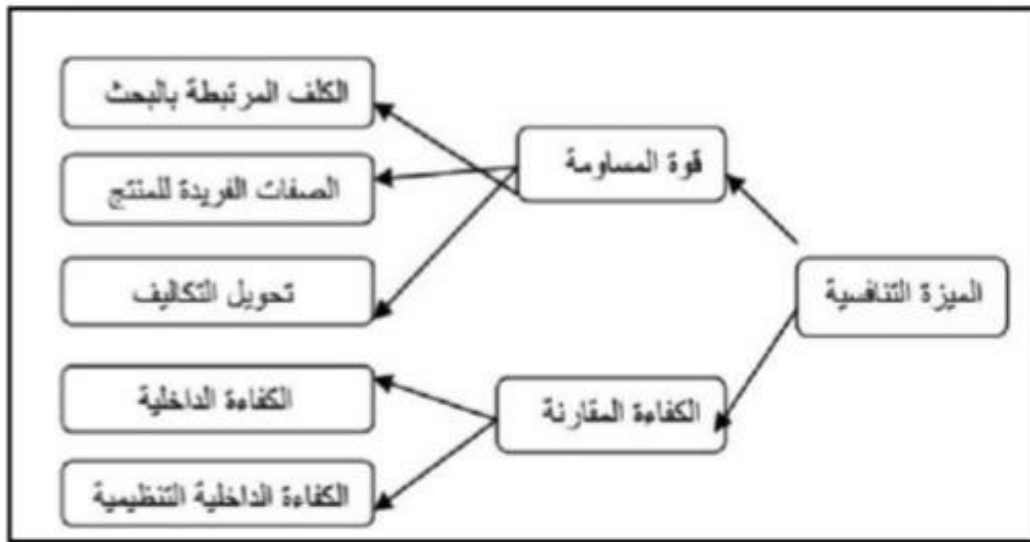 الميزة التنافسية
قوة المساومة
الكلف المرتبطة بالبحث
الصفات الفريدة للمنتج
تحويل التكاليف
الكفاءة المقارنة
الكفاءة الداخلية
الكفاءة الداخلية التنظيمية